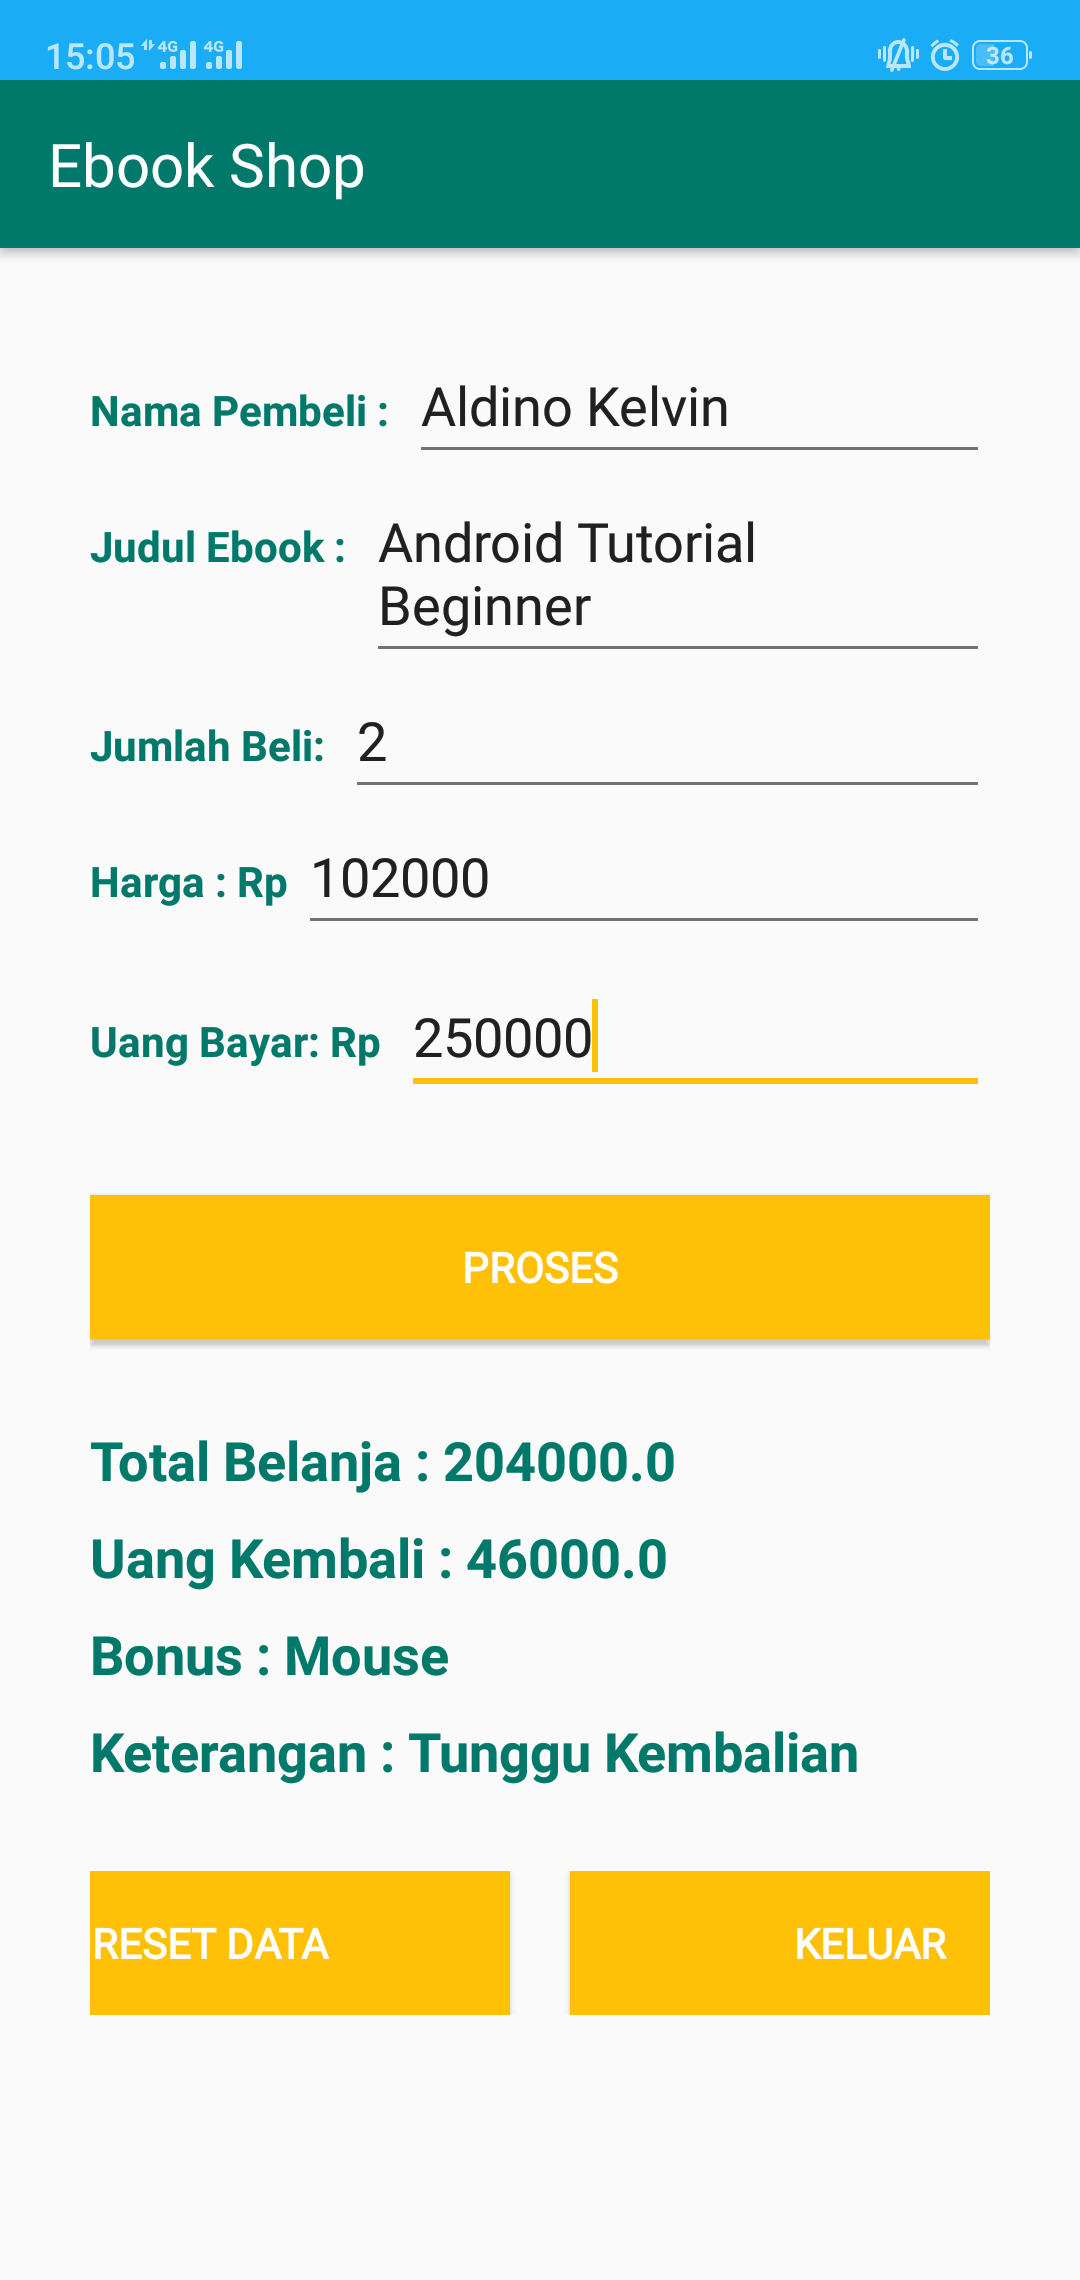 15:05 4G 4G 36
Ebook Shop
Nama Pembeli : Aldino Kelvin
Judul Ebook : Android Tutorial
Beginner
Jumlah Beli: 2
Harga : Rp 102000
Uang Bayar: Rp 250000
PROSES
Total Belanja : 204000.0
Uang Kembali : 46000.0
Bonus : Mouse
Keterangan : Tunggu Kembalian
RESET DATA KELUAR